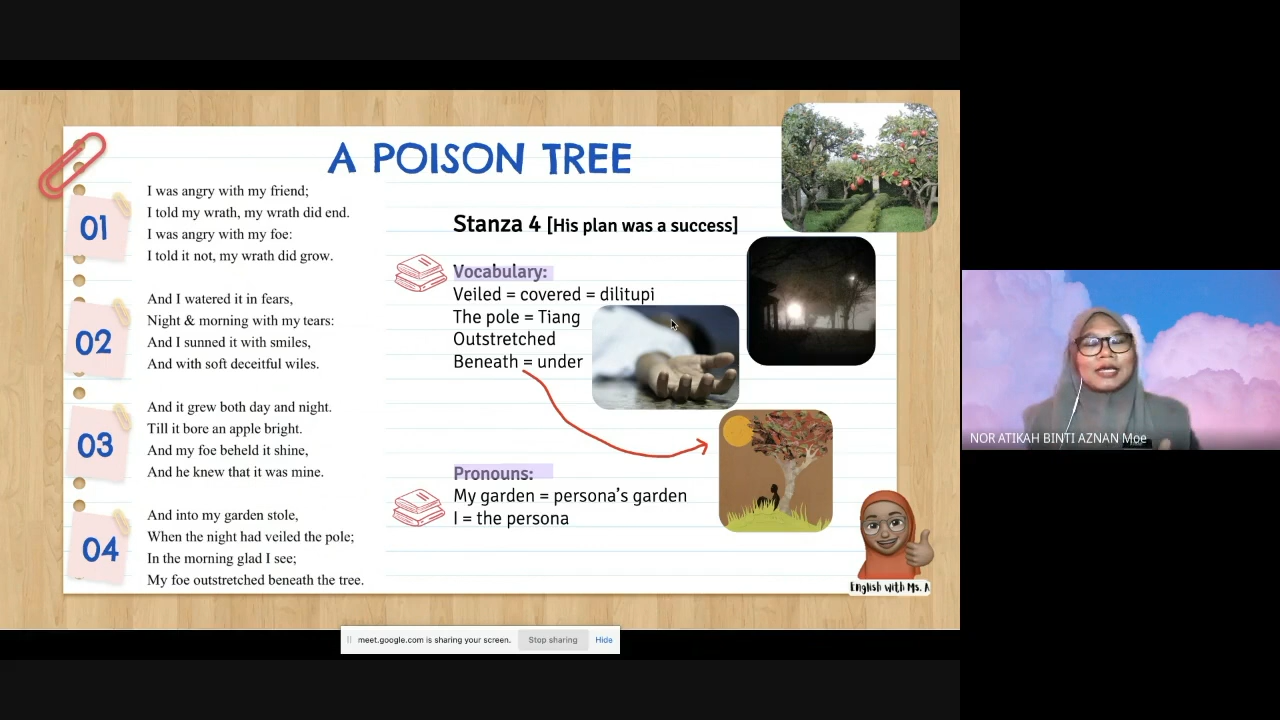 A POISON TREE
01
I was angry with my friend;
I told my wrath, my wrath did end.
I was angry with my foe:
I told it not, my wrath did grow.
02
And I watered it in fears,
Night & morning with my tears:
And I sunned it with smiles,
And with soft deceitful wiles.
03
And it grew both day and night.
Till it bore an apple bright.
And my foe beheld it shine,
And he knew that it was mine.
04
And into my garden stole,
When the night had veiled the pole;
In the morning glad I see;
My foe outstretched beneath the tree.
Stanza 4 [His plan was a success]
Vocabulary:
Veiled = covered = dilitupi
The pole = Tiang
Outstretched
Beneath = under
Pronouns:
My garden = persona's garden
I = the persona
English with Ms. A
NOR ATIKAH BINTI AZNAN Moe
meet.google.com is sharing your screen.
Stop sharing
Hide